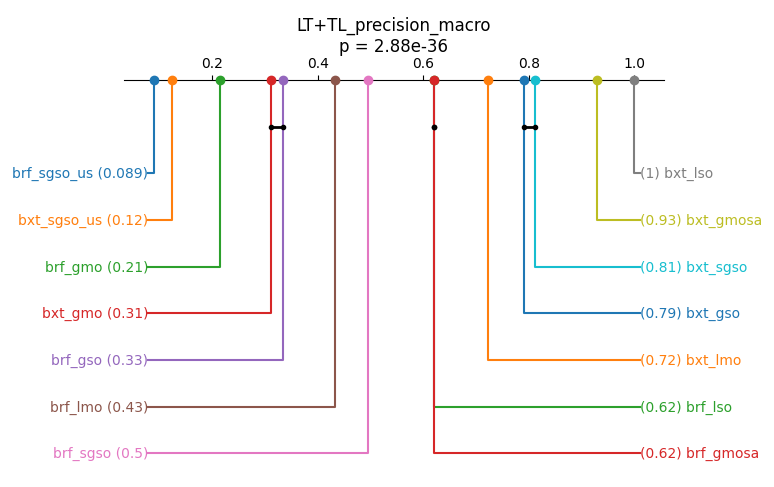 LT+TL_precision_macro
p = 2.88e-36
0.2 0.4 0.6 0.8 1.0
brf_sgso_us (0.089) (1) bxt_lso
bxt_sgso_us (0.12) (0.93) bxt_gmosa
brf_gmo (0.21) (0.81) bxt_sgso
bxt_gmo (0.31) (0.79) bxt_gso
brf_gso (0.33) (0.72) bxt_lmo
brf_lmo (0.43) (0.62) brf_lso
brf_sgso (0.5) (0.62) brf_gmosa